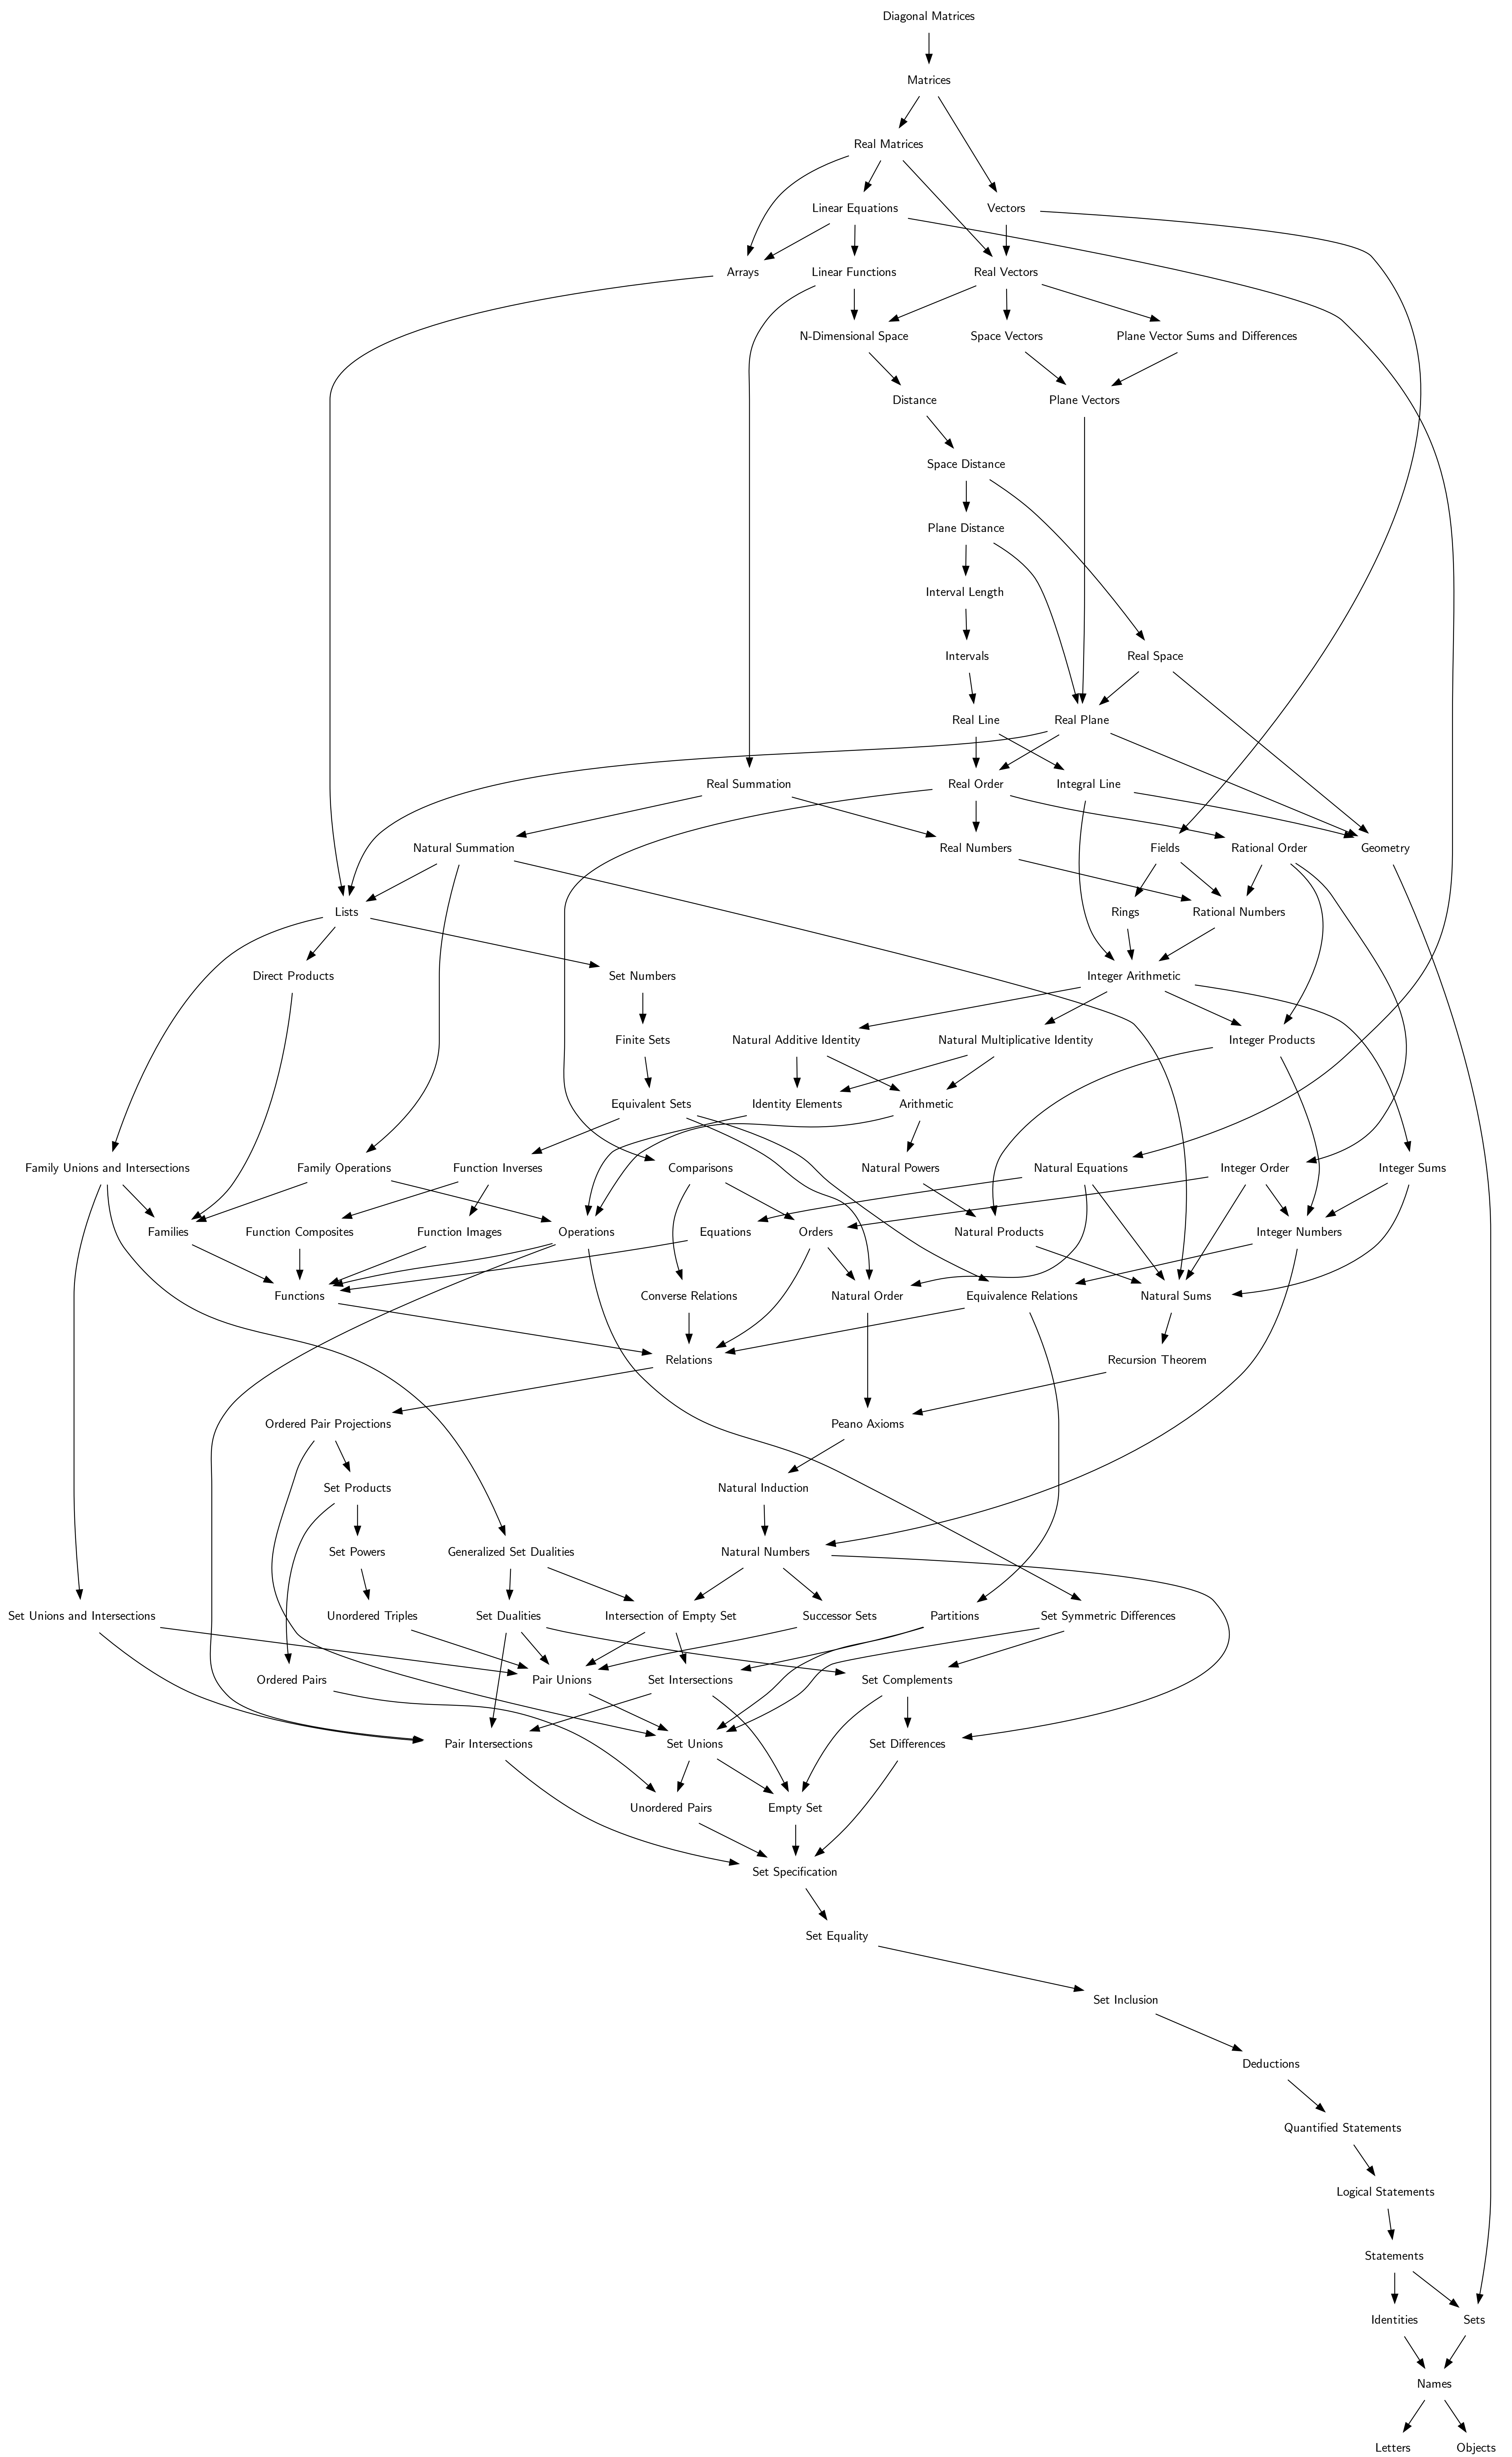 Diagonal Matrices
Matrices
Real Matrices
Linear Equations
Vectors
Arrays
Linear Functions
Real Vectors
N-Dimensional Space
Space Vectors
Plane Vector Sums and Differences
Distance
Plane Vectors
Space Distance
Plane Distance
Interval Length
Intervals
Real Space
Real Line
Real Plane
Real Summation
Real Order
Integral Line
Natural Summation
Real Numbers
Fields
Rational Order
Geometry
Lists
Rings
Rational Numbers
Direct Products
Set Numbers
Integer Arithmetic
Finite Sets
Natural Additive Identity
Natural Multiplicative Identity
Integer Products
Equivalent Sets
Identity Elements
Arithmetic
Family Unions and Intersections
Family Operations
Function Inverses
Comparisons
Natural Powers
Natural Equations
Integer Order
Integer Sums
Families
Function Composites
Function Images
Operations
Equations
Orders
Natural Products
Integer Numbers
Functions
Converse Relations
Natural Order
Equivalence Relations
Natural Sums
Relations
Recursion Theorem
Ordered Pair Projections
Peano Axioms
Set Products
Natural Induction
Set Powers
Generalized Set Dualities
Natural Numbers
Set Unions and Intersections
Unordered Triples
Set Dualities
Intersection of Empty Set
Successor Sets
Partitions
Set Symmetric Differences
Ordered Pairs
Pair Unions
Set Intersections
Set Complements
Pair Intersections
Set Unions
Set Differences
Unordered Pairs
Empty Set
Set Specification
Set Equality
Set Inclusion
Deductions
Quantified Statements
Logical Statements
Statements
Identities
Sets
Names
Letters
Objects